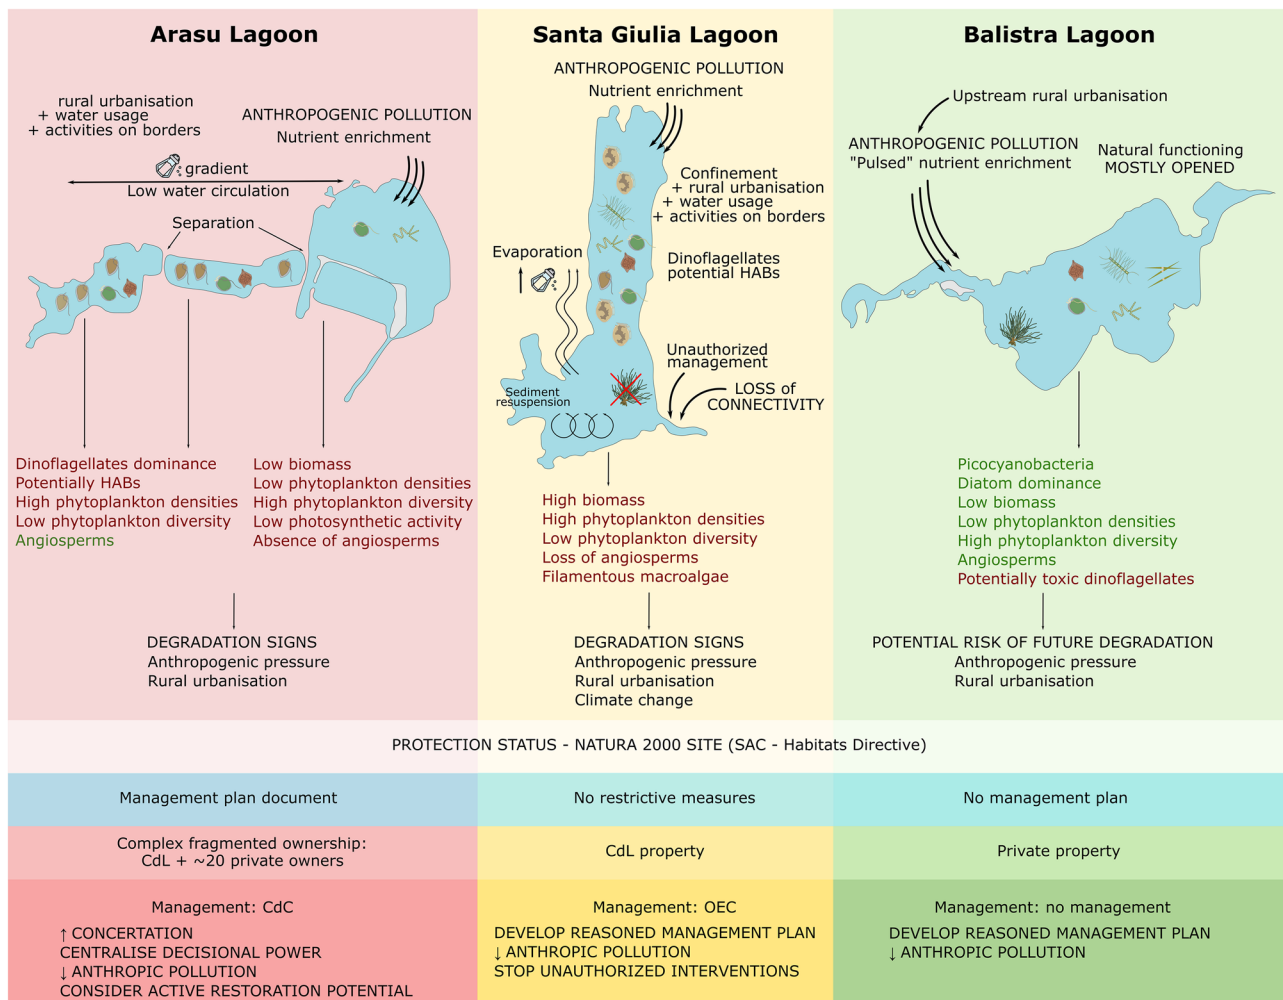 Arasu Lagoon
rural urbanisation
+ water usage
+ activities on borders
ANTHROPOGENIC POLLUTION
Nutrient enrichment
gradient
Low water circulation
Separation
Dinoflagellates dominance
Potentially HABs
High phytoplankton densities
Low phytoplankton diversity
Angiosperms
Low biomass
Low phytoplankton densities
High phytoplankton diversity
Low photosynthetic activity
Absence of angiosperms
DEGRADATION SIGNS
Anthropogenic pressure
Rural urbanisation
Santa Giulia Lagoon
ANTHROPOGENIC POLLUTION
Nutrient enrichment
Confinement
+ rural urbanisation
+ water usage
+ activities on borders
Evaporation
Dinoflagellates
potential HABs
Unauthorized
management
LOSS of
CONNECTIVITY
Sediment
resuspension
High biomass
High phytoplankton densities
Low phytoplankton diversity
Loss of angiosperms
Filamentous macroalgae
DEGRADATION SIGNS
Anthropogenic pressure
Rural urbanisation
Climate change
Balistra Lagoon
Upstream rural urbanisation
ANTHROPOGENIC POLLUTION
"Pulsed" nutrient enrichment
Natural functioning
MOSTLY OPENED
Picocyanobacteria
Diatom dominance
Low biomass
Low phytoplankton densities
High phytoplankton diversity
Angiosperms
Potentially toxic dinoflagellates
POTENTIAL RISK OF FUTURE DEGRADATION
Anthropogenic pressure
Rural urbanisation
PROTECTION STATUS - NATURA 2000 SITE (SAC - Habitats Directive)
Management plan document
No restrictive measures
No management plan
Complex fragmented ownership:
CdL + ~20 private owners
CdL property
Private property
Management: CdC
↑ CONCERTATION
CENTRALISE DECISIONAL POWER
↓ ANTHROPIC POLLUTION
CONSIDER ACTIVE RESTORATION POTENTIAL
Management: OEC
DEVELOP REASONED MANAGEMENT PLAN
↓ ANTHROPIC POLLUTION
STOP UNAUTHORIZED INTERVENTIONS
Management: no management
DEVELOP REASONED MANAGEMENT PLAN
↓ ANTHROPIC POLLUTION